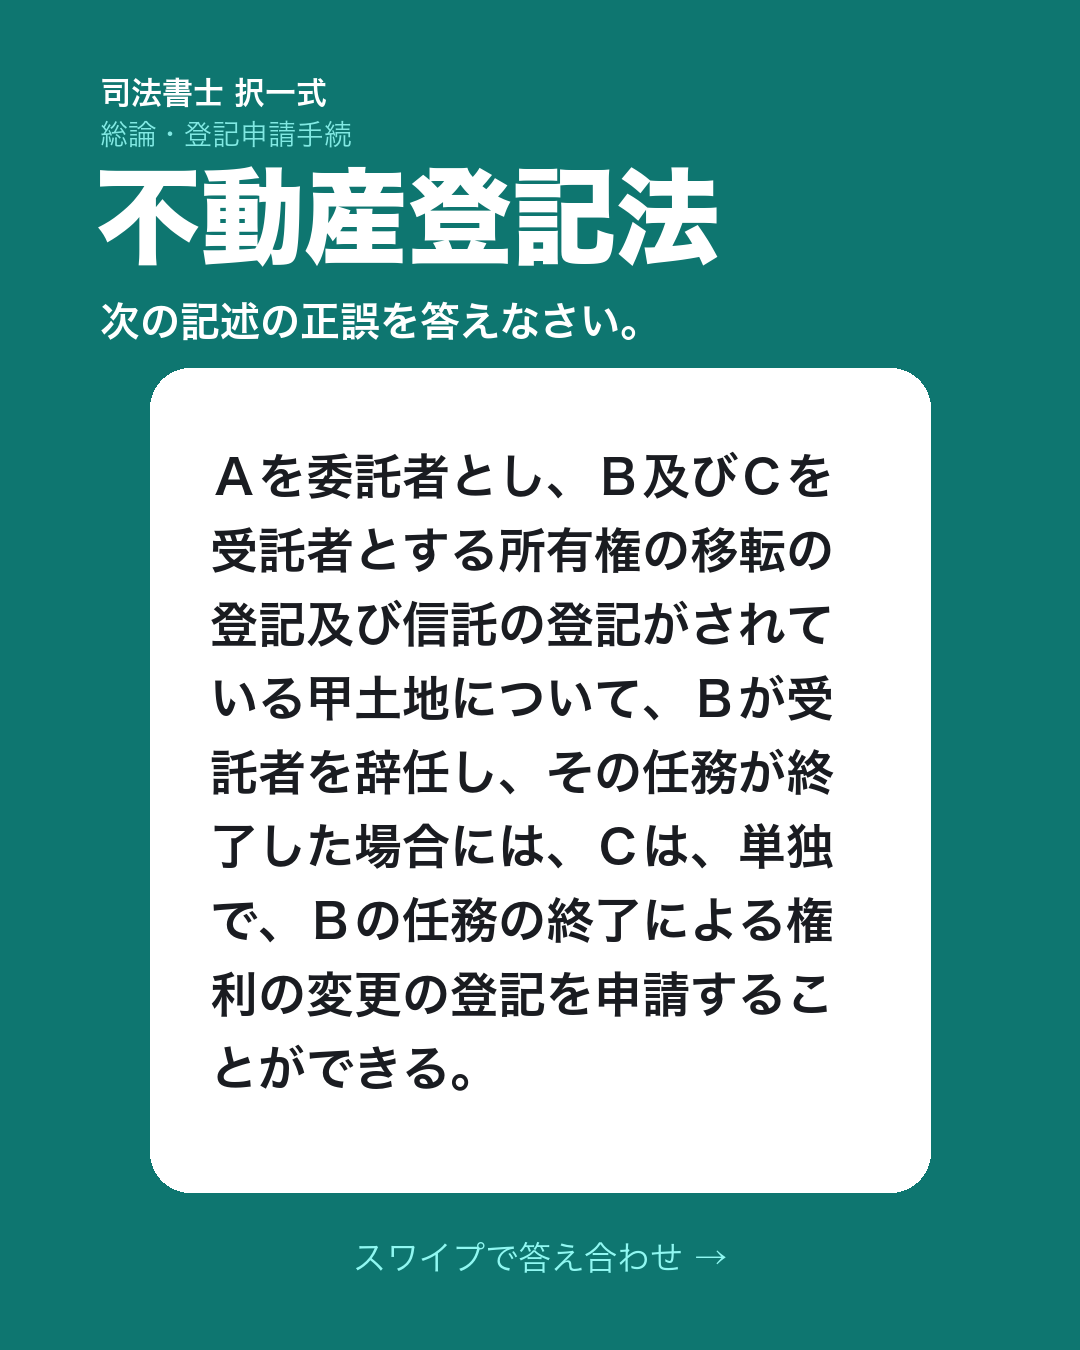 司法書士 択一式
総論・登記申請手続
不動産登記法
次の記述の正誤を答えなさい。
Ａを委託者とし、Ｂ及びＣを
受託者とする所有権の移転の
登記及び信託の登記がされて
いる甲土地について、Ｂが受
託者を辞任し、その任務が終
了した場合には、Ｃは、単独
で、Ｂの任務の終了による権
利の変更の登記を申請するこ
とができる。
スワイプで答え合わせ →